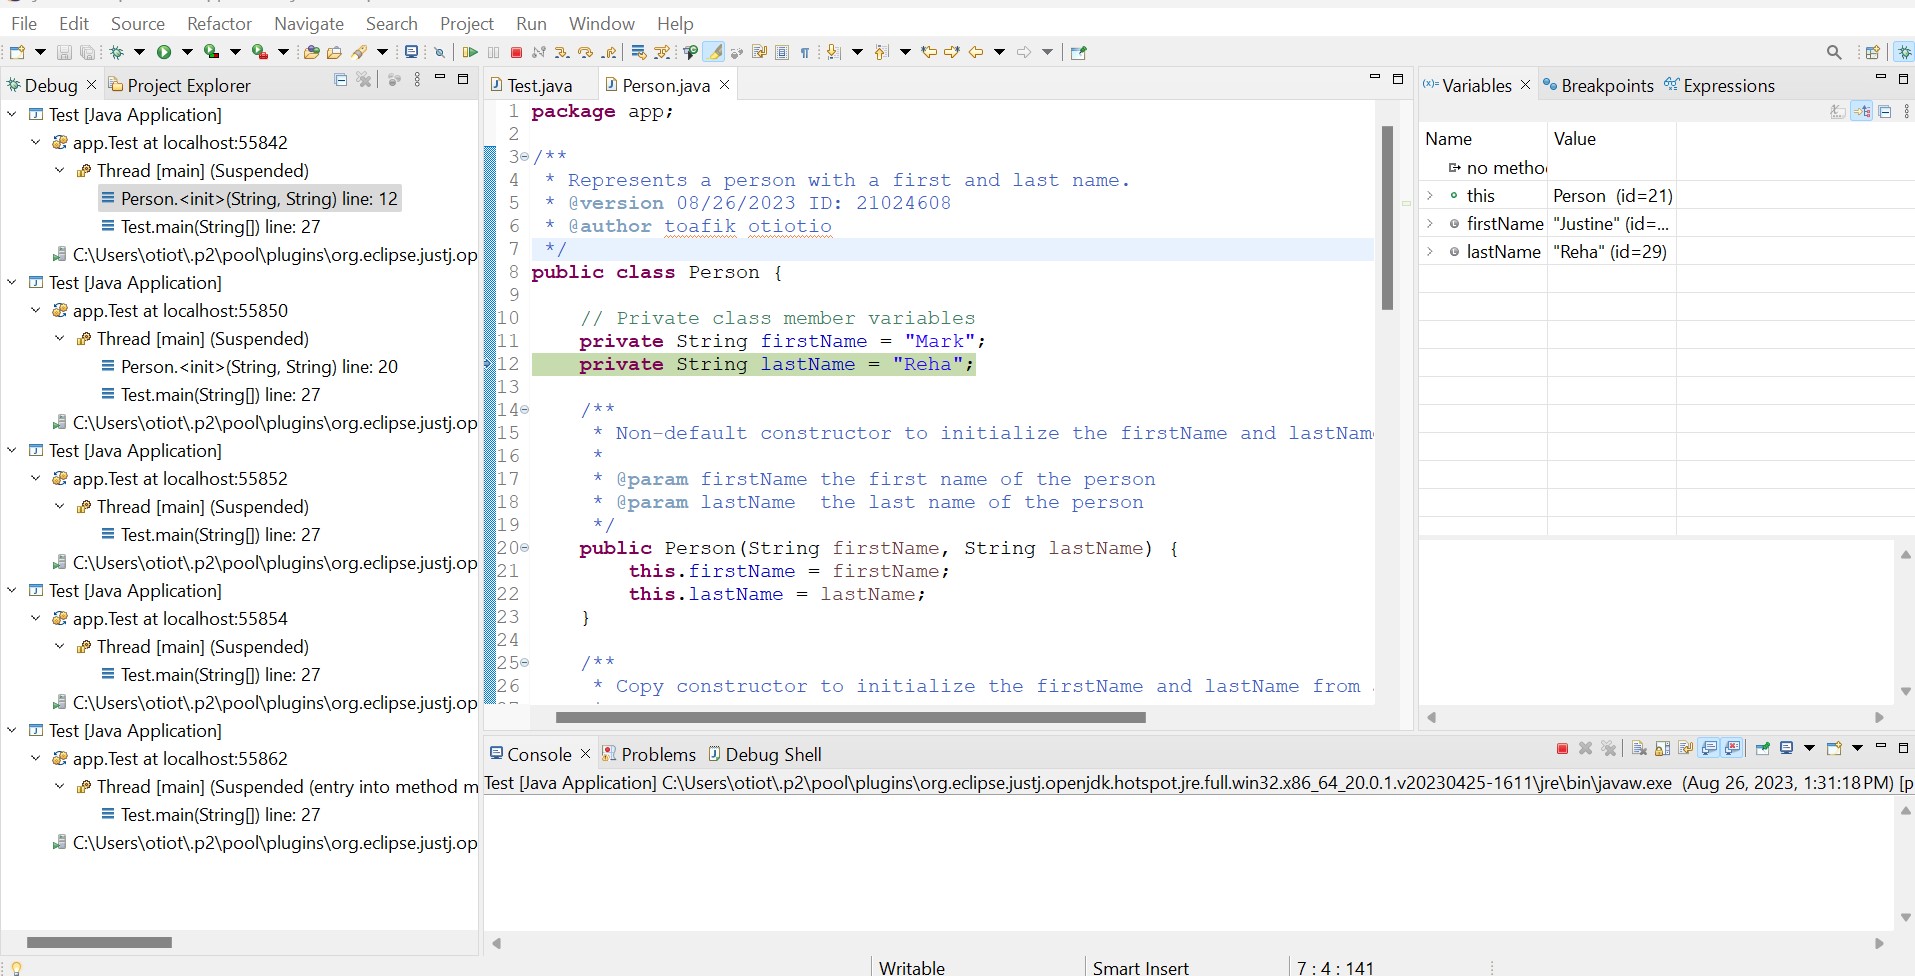 File Edit Source Refactor Navigate Search Project Run Window Help
Debug Project Explorer
Test [Java Application]
app.Test at localhost:55842
Thread [main] (Suspended)
Person.<init>(String, String) line: 12
Test.main(String[]) line: 27
C:\Users\otiot\.p2\pool\plugins\org.eclipse.justj.op
Test [Java Application]
app.Test at localhost:55850
Thread [main] (Suspended)
Person.<init>(String, String) line: 20
Test.main(String[]) line: 27
C:\Users\otiot\.p2\pool\plugins\org.eclipse.justj.op
Test [Java Application]
app.Test at localhost:55852
Thread [main] (Suspended)
Test.main(String[]) line: 27
C:\Users\otiot\.p2\pool\plugins\org.eclipse.justj.op
Test [Java Application]
app.Test at localhost:55854
Thread [main] (Suspended)
Test.main(String[]) line: 27
C:\Users\otiot\.p2\pool\plugins\org.eclipse.justj.op
Test [Java Application]
app.Test at localhost:55862
Thread [main] (Suspended (entry into method m
Test.main(String[]) line: 27
C:\Users\otiot\.p2\pool\plugins\org.eclipse.justj.op
Test.java Person.java
1 package app;
2
3 /**
4 * Represents a person with a first and last name.
5 * @version 08/26/2023 ID: 21024608
6 * @author toafik otiotio
7 */
8 public class Person {
9
10 // Private class member variables
11 private String firstName = "Mark";
12 private String lastName = "Reha";
13
14 /**
15 * Non-default constructor to initialize the firstName and lastNam
16 *
17 * @param firstName the first name of the person
18 * @param lastName  the last name of the person
19 */
20 public Person(String firstName, String lastName) {
21 this.firstName = firstName;
22 this.lastName = lastName;
23 }
24
25 /**
26 * Copy constructor to initialize the firstName and lastName from
Variables Breakpoints Expressions
Name Value
no metho
this Person (id=21)
firstName "Justine" (id=...
lastName "Reha" (id=29)
Console Problems Debug Shell
Test [Java Application] C:\Users\otiot\.p2\pool\plugins\org.eclipse.justj.openjdk.hotspot.jre.full.win32.x86_64_20.0.1.v20230425-1611\jre\bin\javaw.exe (Aug 26, 2023, 1:31:18 PM) [p
Writable Smart Insert 7 : 4 : 141